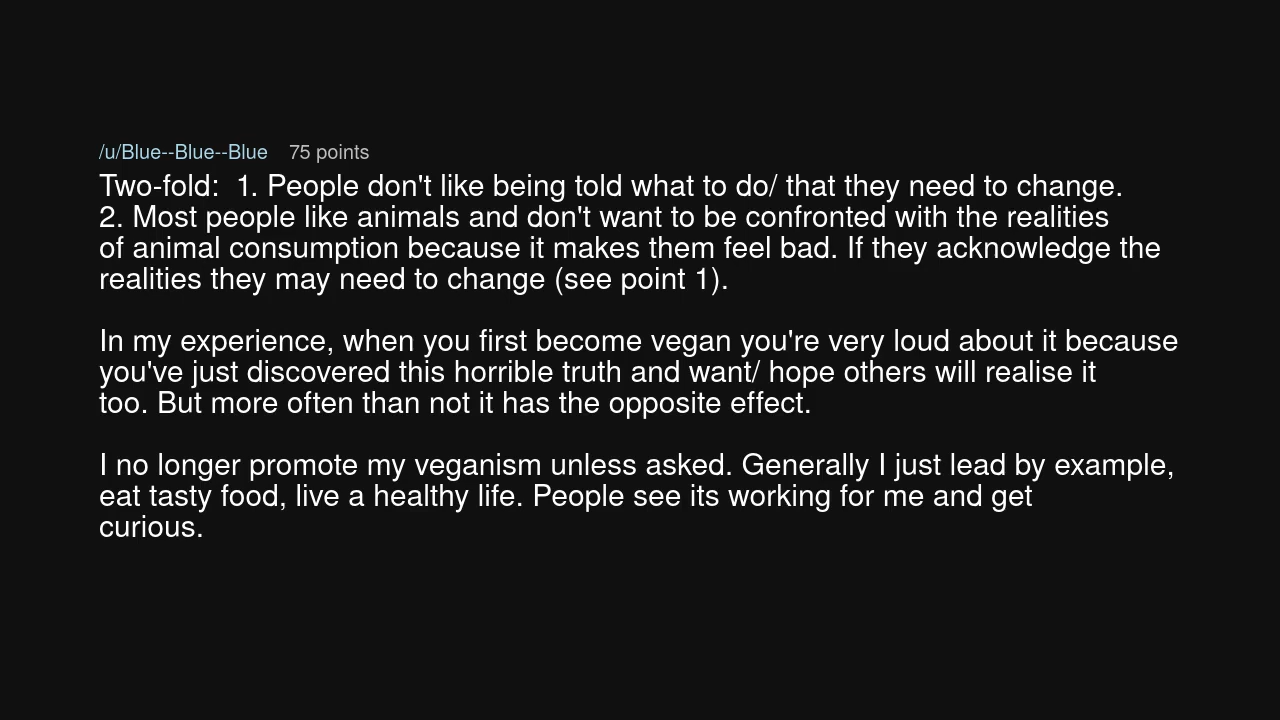 /u/Blue--Blue--Blue 75 points
Two-fold:  1. People don't like being told what to do/ that they need to change.
2. Most people like animals and don't want to be confronted with the realities
of animal consumption because it makes them feel bad. If they acknowledge the
realities they may need to change (see point 1).
In my experience, when you first become vegan you're very loud about it because
you've just discovered this horrible truth and want/ hope others will realise it
too. But more often than not it has the opposite effect.
I no longer promote my veganism unless asked. Generally I just lead by example,
eat tasty food, live a healthy life. People see its working for me and get
curious.